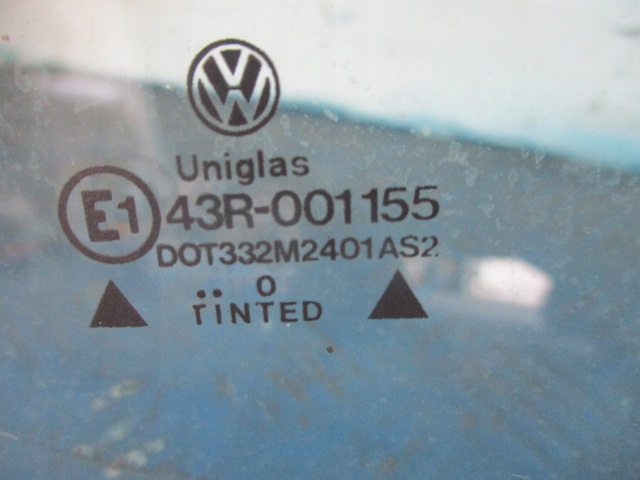 Uniglas
E1 43R-001155
DOT332M2401AS2
.. 0
TINTED